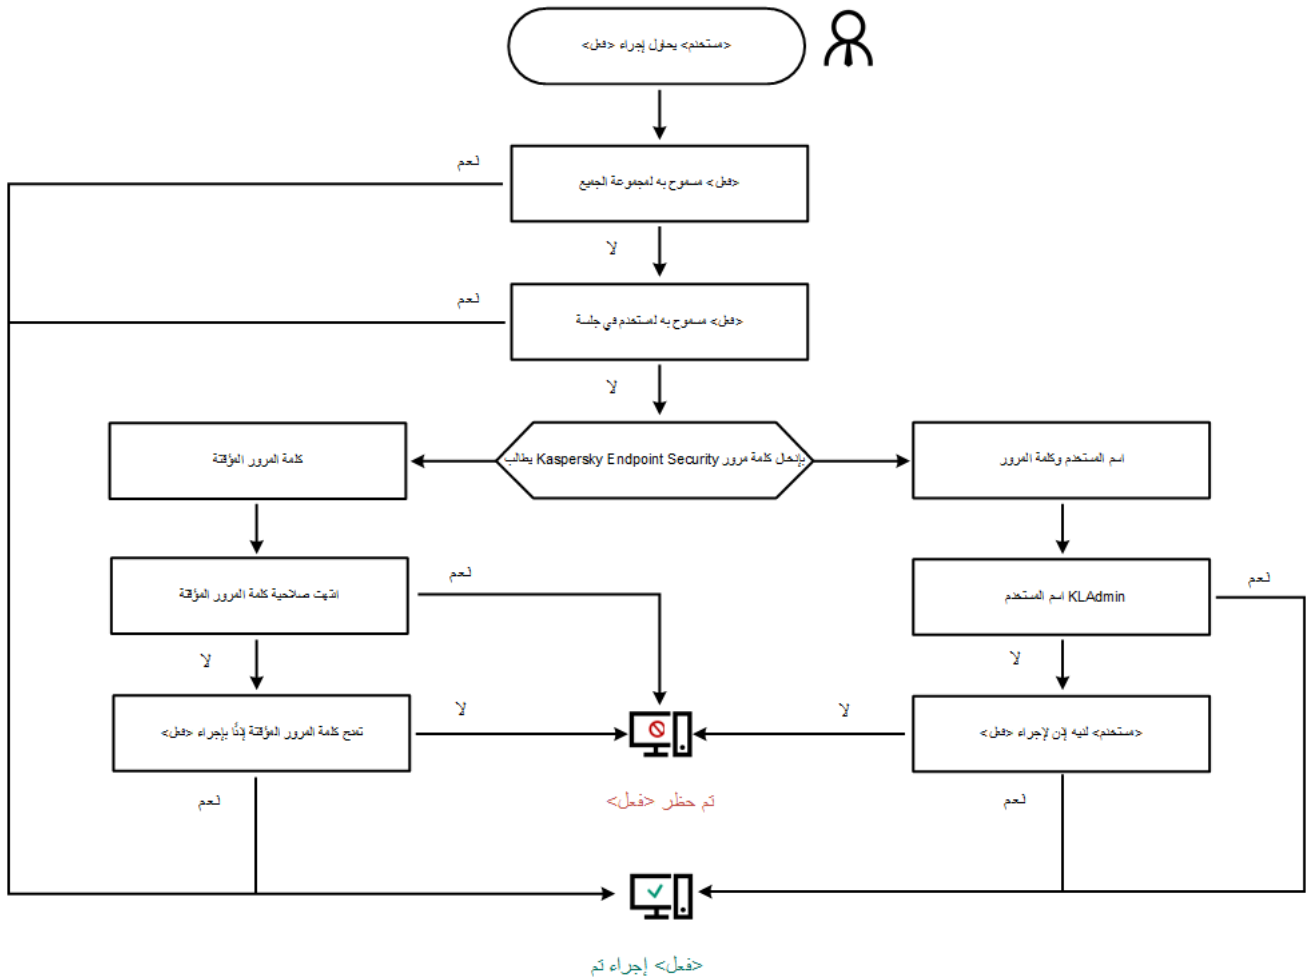 <مستخدم> يحاول إجراء <فعل>
نعم
<فعل> مسموح به لمجموعة الجميع
لا
نعم
<فعل> مسموح به لمستخدم في جلسة
لا
اسم المستخدم وكلمة المرور
بإدخال كلمة مرور Kaspersky Endpoint Security يطالب
كلمة المرور المؤقتة
نعم
KLAdmin اسم المستخدم
نعم
انتهت صلاحية كلمة المرور المؤقتة
لا
لا
<مستخدم> لديه إذن لإجراء <فعل>
لا
لا
تمنح كلمة المرور المؤقتة إذنًا بإجراء <فعل>
نعم
تم حظر <فعل>
نعم
<فعل> إجراء تم